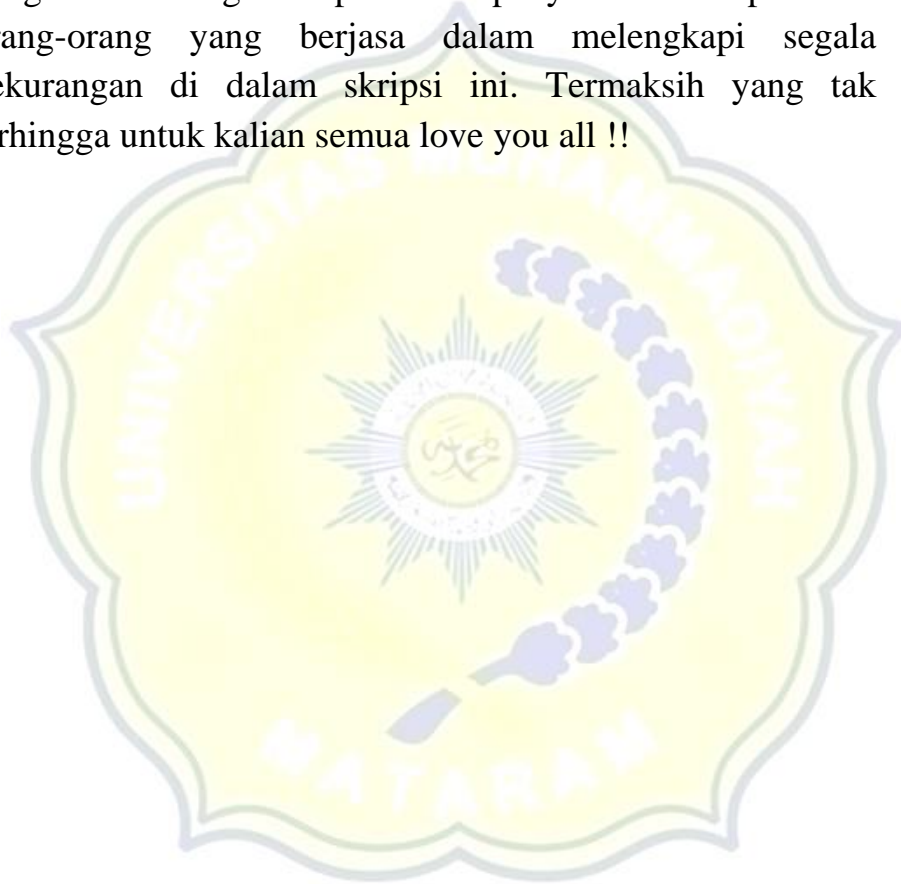 rang-orang yang berjasa dalam melengkapi segala
ekurangan di dalam skripsi ini. Termaksih yang tak
rhingga untuk kalian semua love you all !!
UNIVERSITAS MUHAMMADIYAH
MATARAM